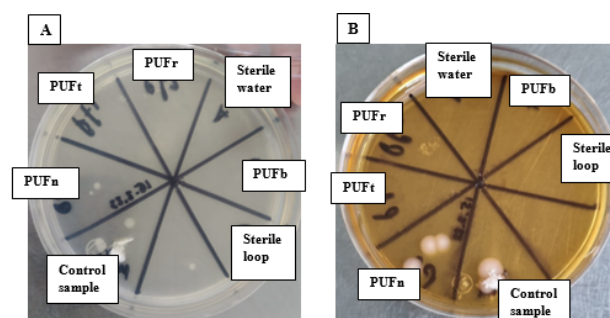 A
PUFr
Sterile
water
PUFt
PUFb
PUFn
Sterile
loop
Control
sample
B
Sterile
water
PUFb
PUFr
Sterile
loop
PUFt
PUFn
Control
sample